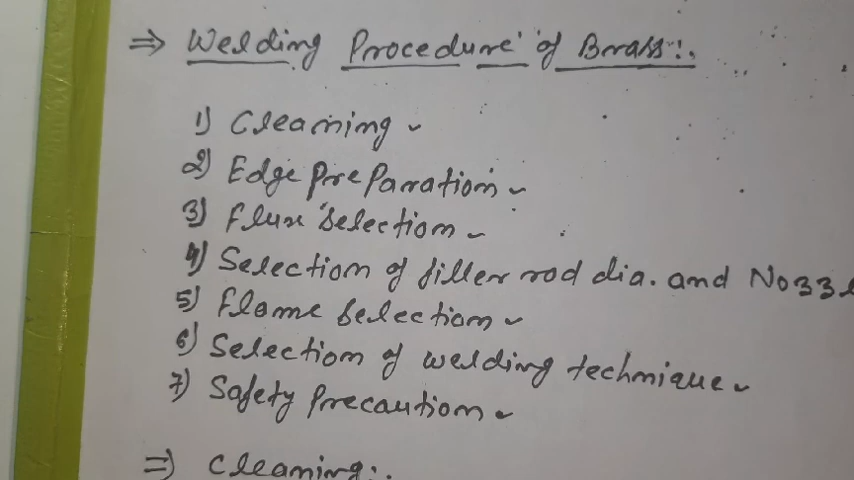 ⇒ Welding Procedure of Brass:.
1) Cleaning
2) Edge Preparation
3) Flux Selection
4) Selection of filler rod dia. and
5) Flame Selection
6) Selection of welding technique
7) Safety Precaution
⇒ Cleaning:.